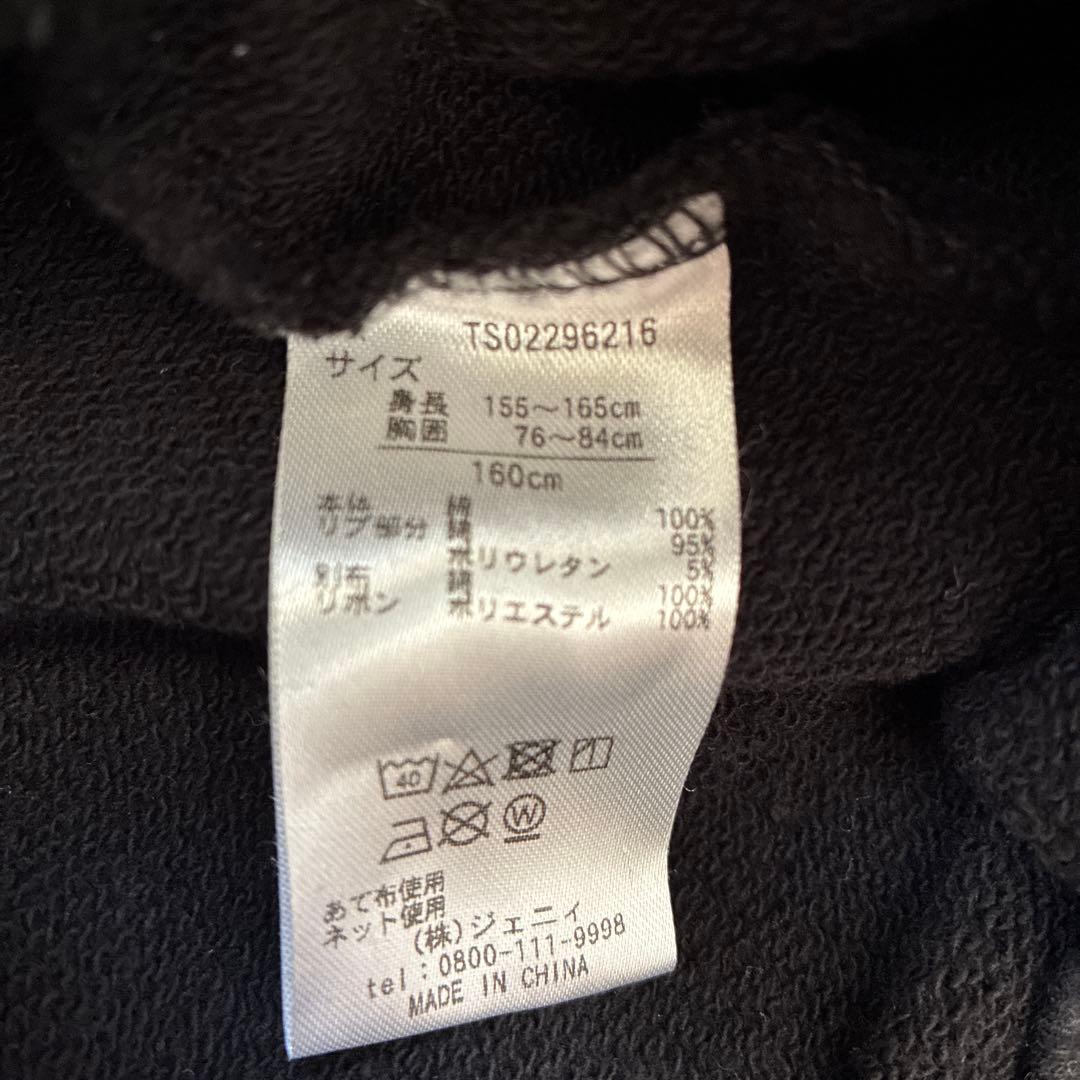 TS02296216
サイズ
身長 155〜165cm
胸囲 76〜84cm
160cm
本体 綿 100%
リブ部分 綿 95%
ポリウレタン 5%
別布 綿 100%
リボン ポリエステル 100%
40
W
あて布使用
ネット使用
(株)ジェニイ
tel:0800-111-9998
MADE IN CHINA